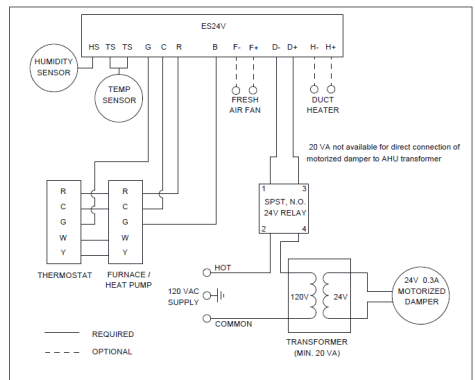 ES24V
HS TS TS G C R B F- F+ D- D+ H- H+
HUMIDITY
SENSOR
TEMP
SENSOR
FRESH
AIR FAN
DUCT
HEATER
20 VA not available for direct connection of
motorized damper to AHU transformer
1 3
SPST, N.O.
24V RELAY
2 4
R R
C C
G G
W W
Y Y
THERMOSTAT
FURNACE /
HEAT PUMP
HOT
120 VAC
SUPPLY
COMMON
120V 24V
24V 0.3A
MOTORIZED
DAMPER
TRANSFORMER
(MIN. 20 VA)
REQUIRED
OPTIONAL